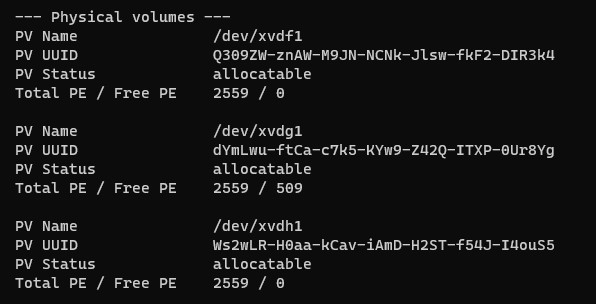 --- Physical volumes ---
PV Name               /dev/xvdf1
PV UUID               Q309ZW-znAW-M9JN-NCNk-Jlsw-fkF2-DIR3k4
PV Status             allocatable
Total PE / Free PE    2559 / 0

PV Name               /dev/xvdg1
PV UUID               dYmLwu-ftCa-c7k5-KYw9-Z42Q-ITXP-0Ur8Yg
PV Status             allocatable
Total PE / Free PE    2559 / 509

PV Name               /dev/xvdh1
PV UUID               Ws2wLR-H0aa-kCav-iAmD-H2ST-f54J-I4ouS5
PV Status             allocatable
Total PE / Free PE    2559 / 0